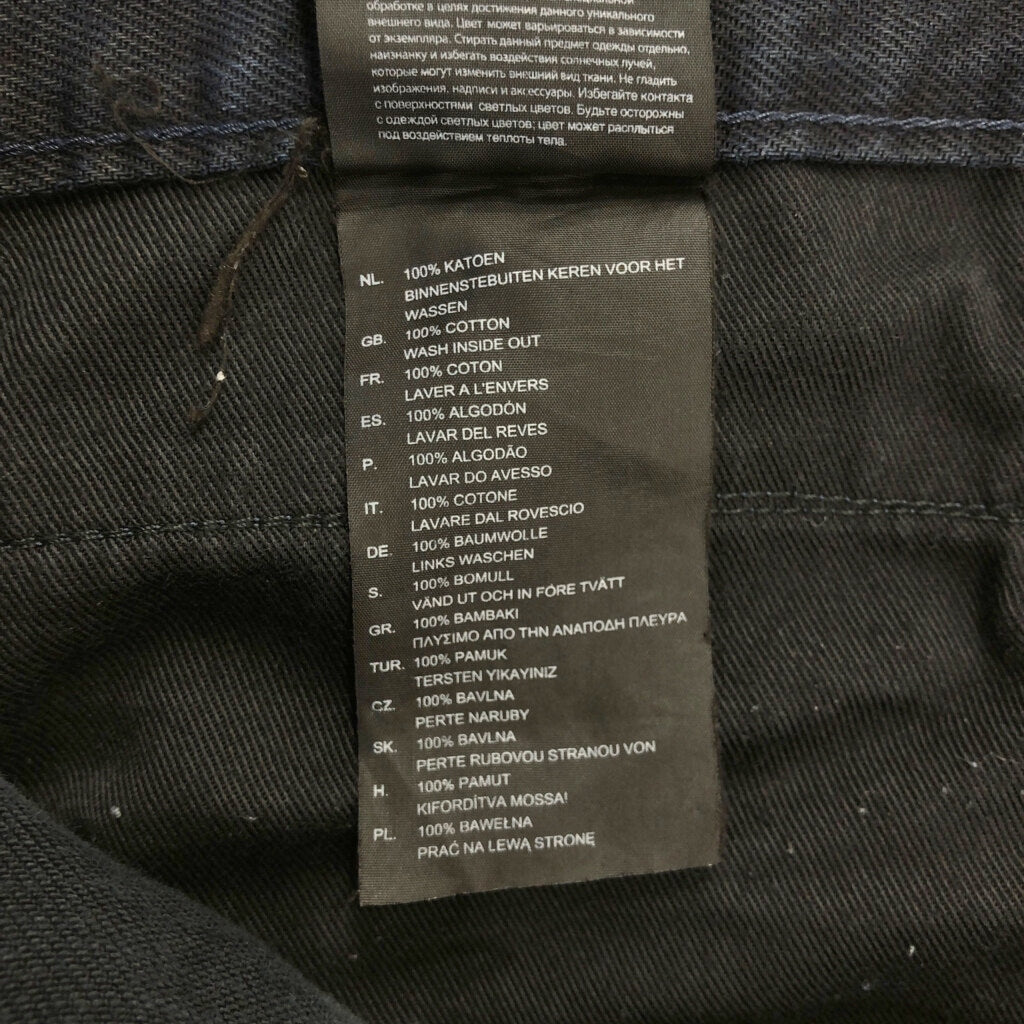 обработке в целях достижения данного уникального
внешнего вида. Цвет может варьироваться в зависимости
от экземпляра. Стирать данный предмет одежды отдельно,
наизнанку и избегать воздействия солнечных лучей,
которые могут изменить внешний вид ткани. Не гладить
изображения, надписи и аксессуары. Избегайте контакта
с поверхностями светлых цветов. Будьте осторожны
с одеждой светлых цветов; цвет может расплыться
под воздействием теплоты тела.
NL. 100% KATOEN
BINNENSTEBUITEN KEREN VOOR HET
WASSEN
GB. 100% COTTON
WASH INSIDE OUT
FR. 100% COTON
LAVER A L'ENVERS
ES. 100% ALGODÓN
LAVAR DEL REVES
P. 100% ALGODÃO
LAVAR DO AVESSO
IT. 100% COTONE
LAVARE DAL ROVESCIO
DE. 100% BAUMWOLLE
LINKS WASCHEN
S. 100% BOMULL
VÄND UT OCH IN FÖRE TVÄTT
GR. 100% BAMBAKI
ΠΛΥΣΙΜΟ ΑΠΟ ΤΗΝ ΑΝΑΠΟΔΗ ΠΛΕΥΡΑ
TUR. 100% PAMUK
TERSTEN YIKAYINIZ
CZ. 100% BAVLNA
PERTE NARUBY
SK. 100% BAVLNA
PERTE RUBOVOU STRANOU VON
H. 100% PAMUT
KIFORDÍTVA MOSSA!
PL. 100% BAWEŁNA
PRAĆ NA LEWĄ STRONĘ